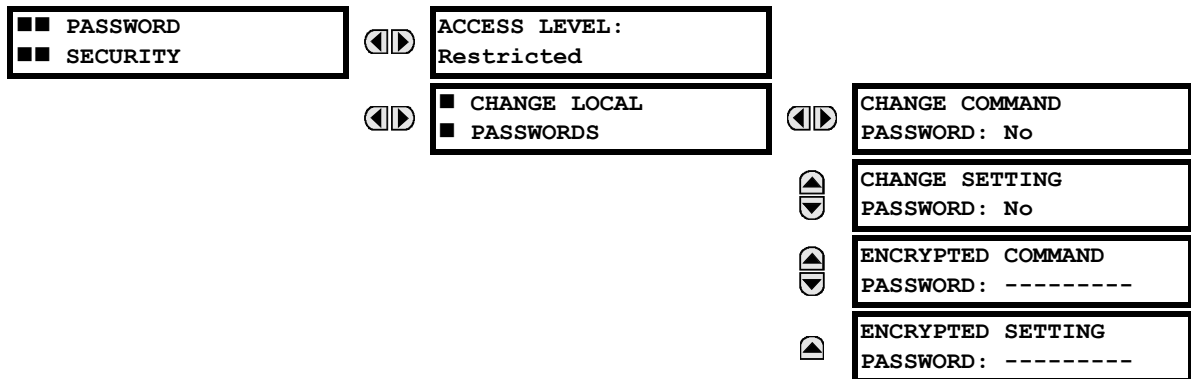 ■■ PASSWORD
■■ SECURITY
ACCESS LEVEL:
Restricted
■ CHANGE LOCAL
■ PASSWORDS
CHANGE COMMAND
PASSWORD: No
CHANGE SETTING
PASSWORD: No
ENCRYPTED COMMAND
PASSWORD: ---------
ENCRYPTED SETTING
PASSWORD: ---------